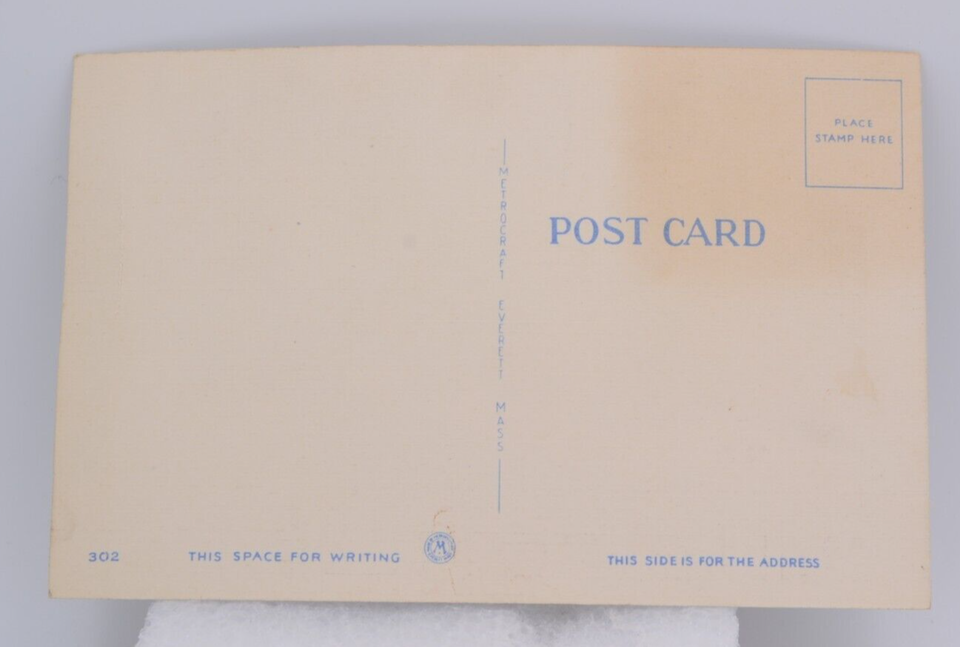 PLACE
STAMP HERE
POST CARD
METROCRAFT EVERETT MASS
302
THIS SPACE FOR WRITING
M
THIS SIDE IS FOR THE ADDRESS